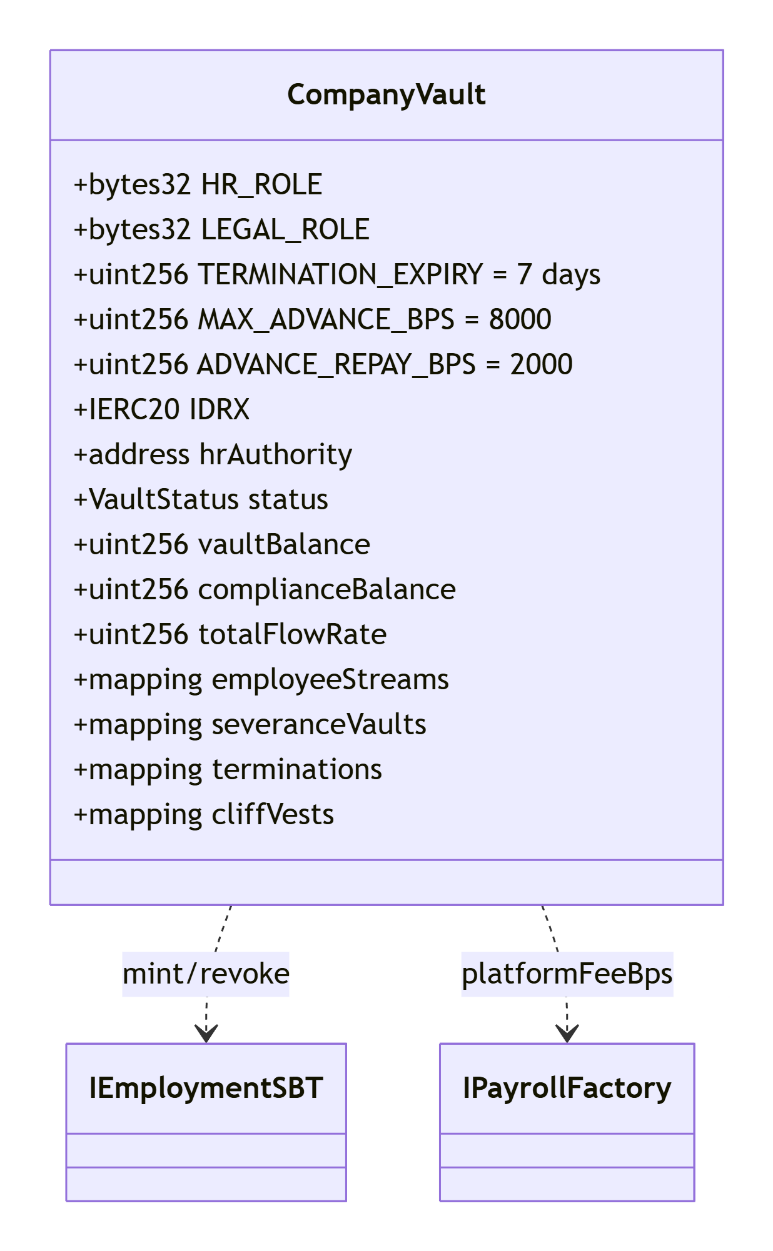 CompanyVault
+bytes32 HR_ROLE
+bytes32 LEGAL_ROLE
+uint256 TERMINATION_EXPIRY = 7 days
+uint256 MAX_ADVANCE_BPS = 8000
+uint256 ADVANCE_REPAY_BPS = 2000
+IERC20 IDRX
+address hrAuthority
+VaultStatus status
+uint256 vaultBalance
+uint256 complianceBalance
+uint256 totalFlowRate
+mapping employeeStreams
+mapping severanceVaults
+mapping terminations
+mapping cliffVests
mint/revoke
platformFeeBps
IEmploymentSBT
IPayrollFactory